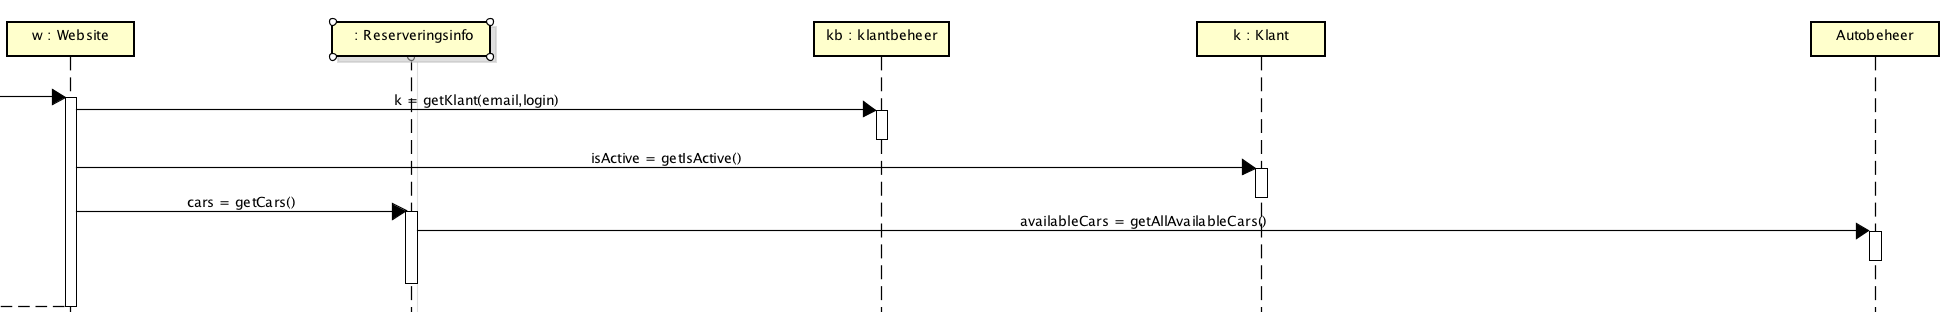 w : Website
: Reserveringsinfo
kb : klantbeheer
k : Klant
Autobeheer
k = getKlant(email,login)
isActive = getIsActive()
cars = getCars()
availableCars = getAllAvailableCars()